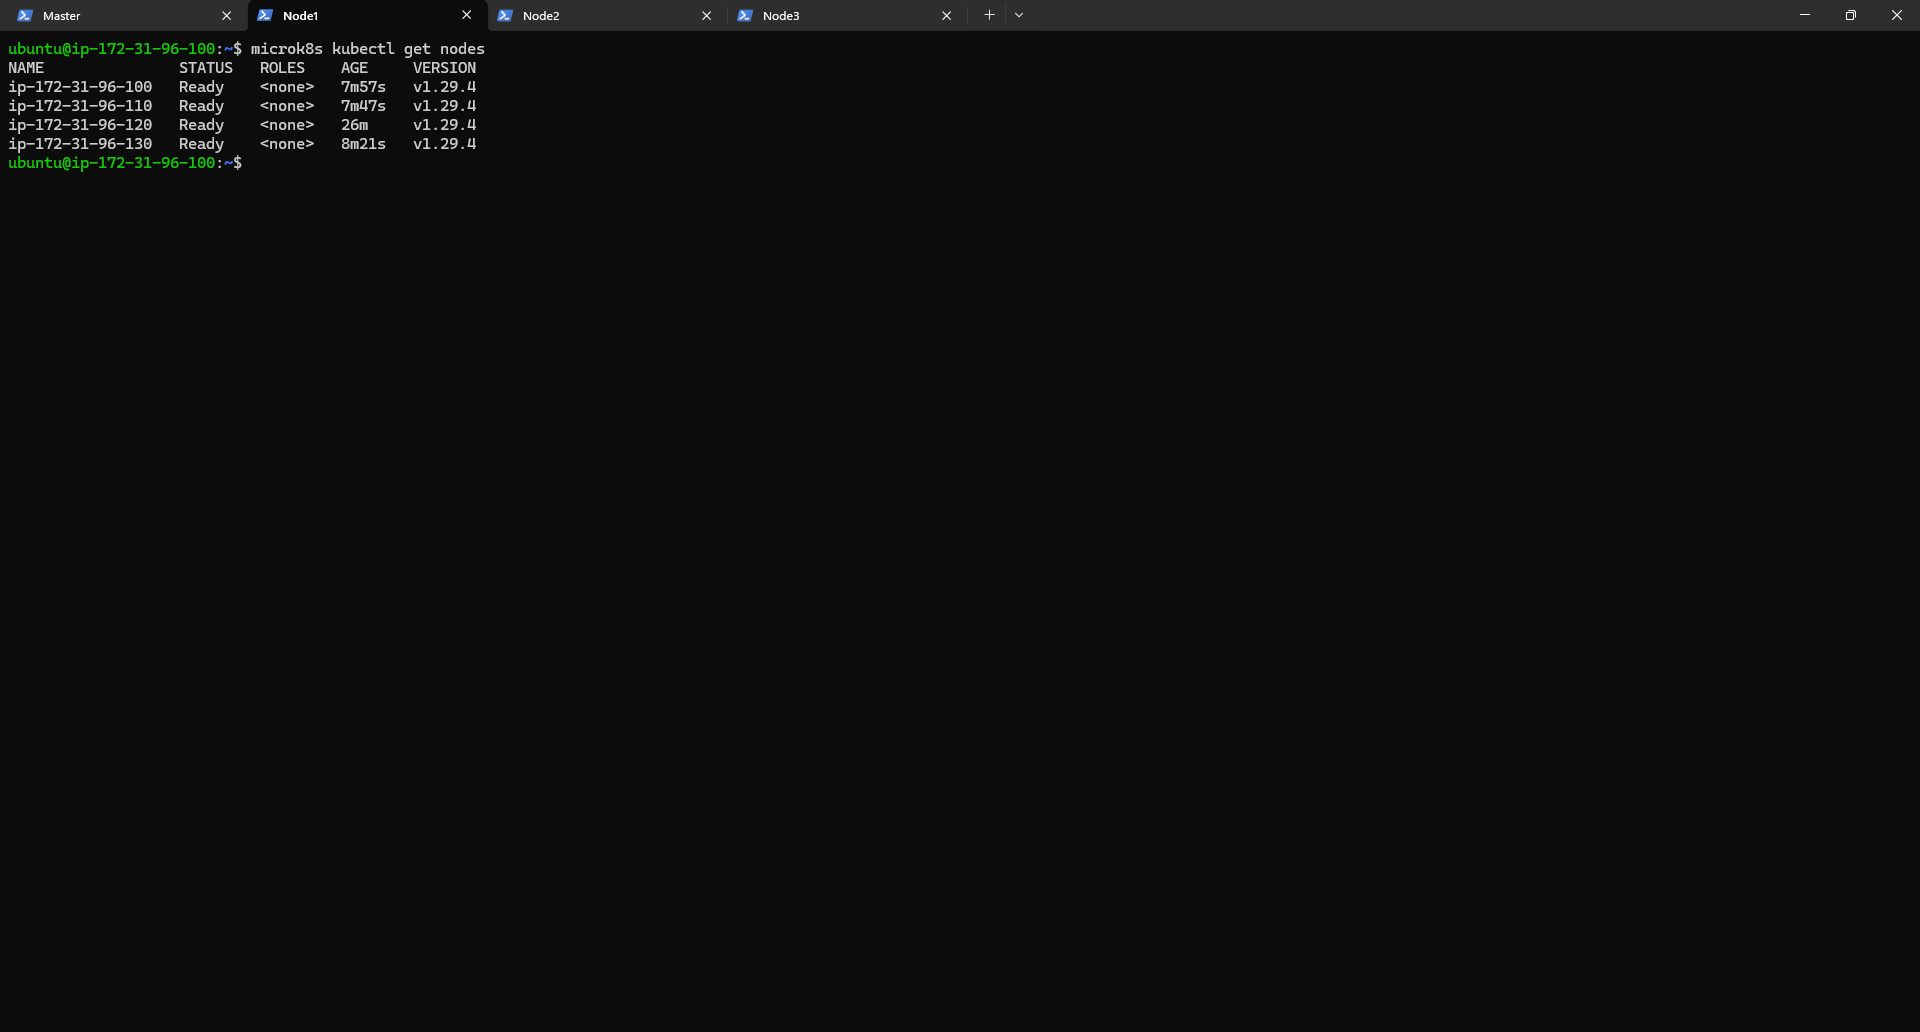 Master Node1 Node2 Node3
ubuntu@ip-172-31-96-100:~$ microk8s kubectl get nodes
NAME STATUS ROLES AGE VERSION
ip-172-31-96-100 Ready <none> 7m57s v1.29.4
ip-172-31-96-110 Ready <none> 7m47s v1.29.4
ip-172-31-96-120 Ready <none> 26m v1.29.4
ip-172-31-96-130 Ready <none> 8m21s v1.29.4
ubuntu@ip-172-31-96-100:~$